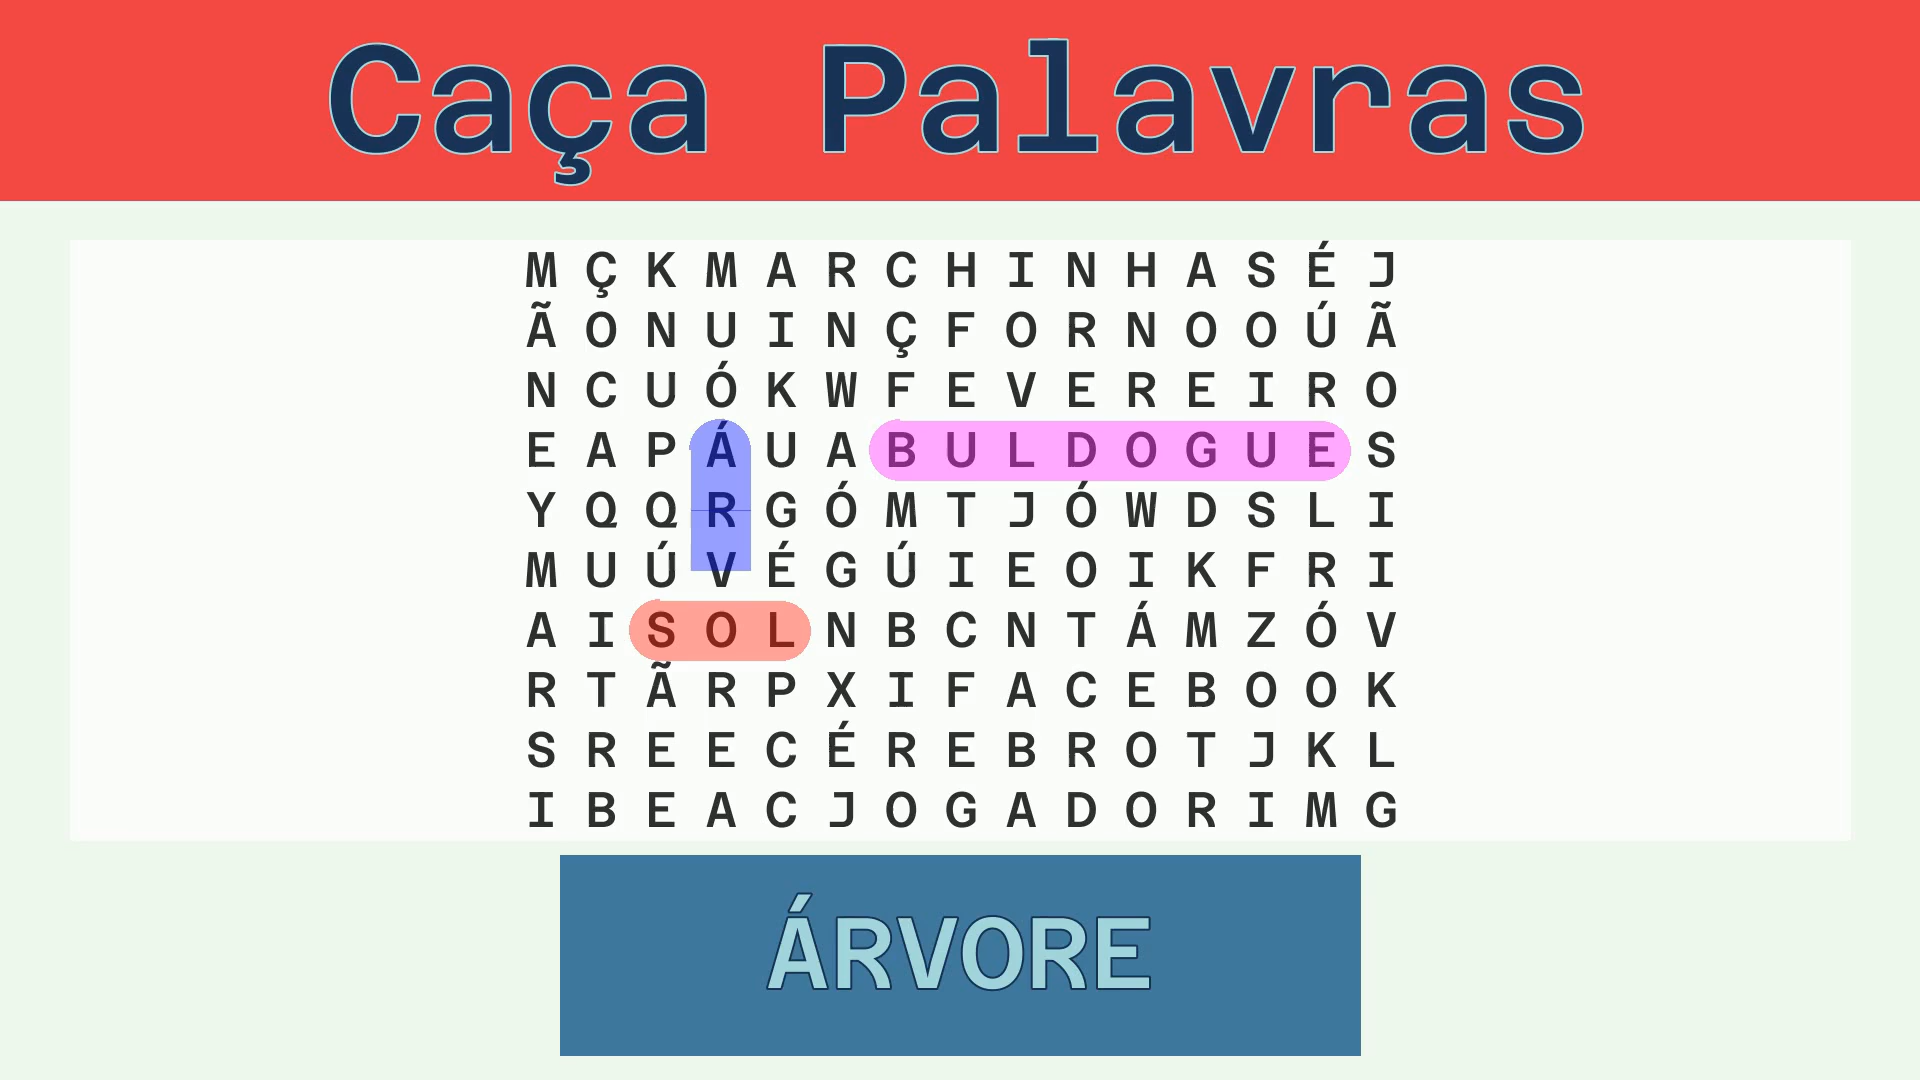 Caça Palavras
M Ç K M A R C H I N H A S É J
Ã O N U I N Ç F O R N O O Ú Ã
N C U Ó K W F E V E R E I R O
E A P Á U A B U L D O G U E S
Y Q Q R G Ó M T J Ó W D S L I
M U Ú V É G Ú I E O I K F R I
A I S O L N B C N T Á M Z Ó V
R T Ã R P X I F A C E B O O K
S R E E C É R E B R O T J K L
I B E A C J O G A D O R I M G
ÁRVORE